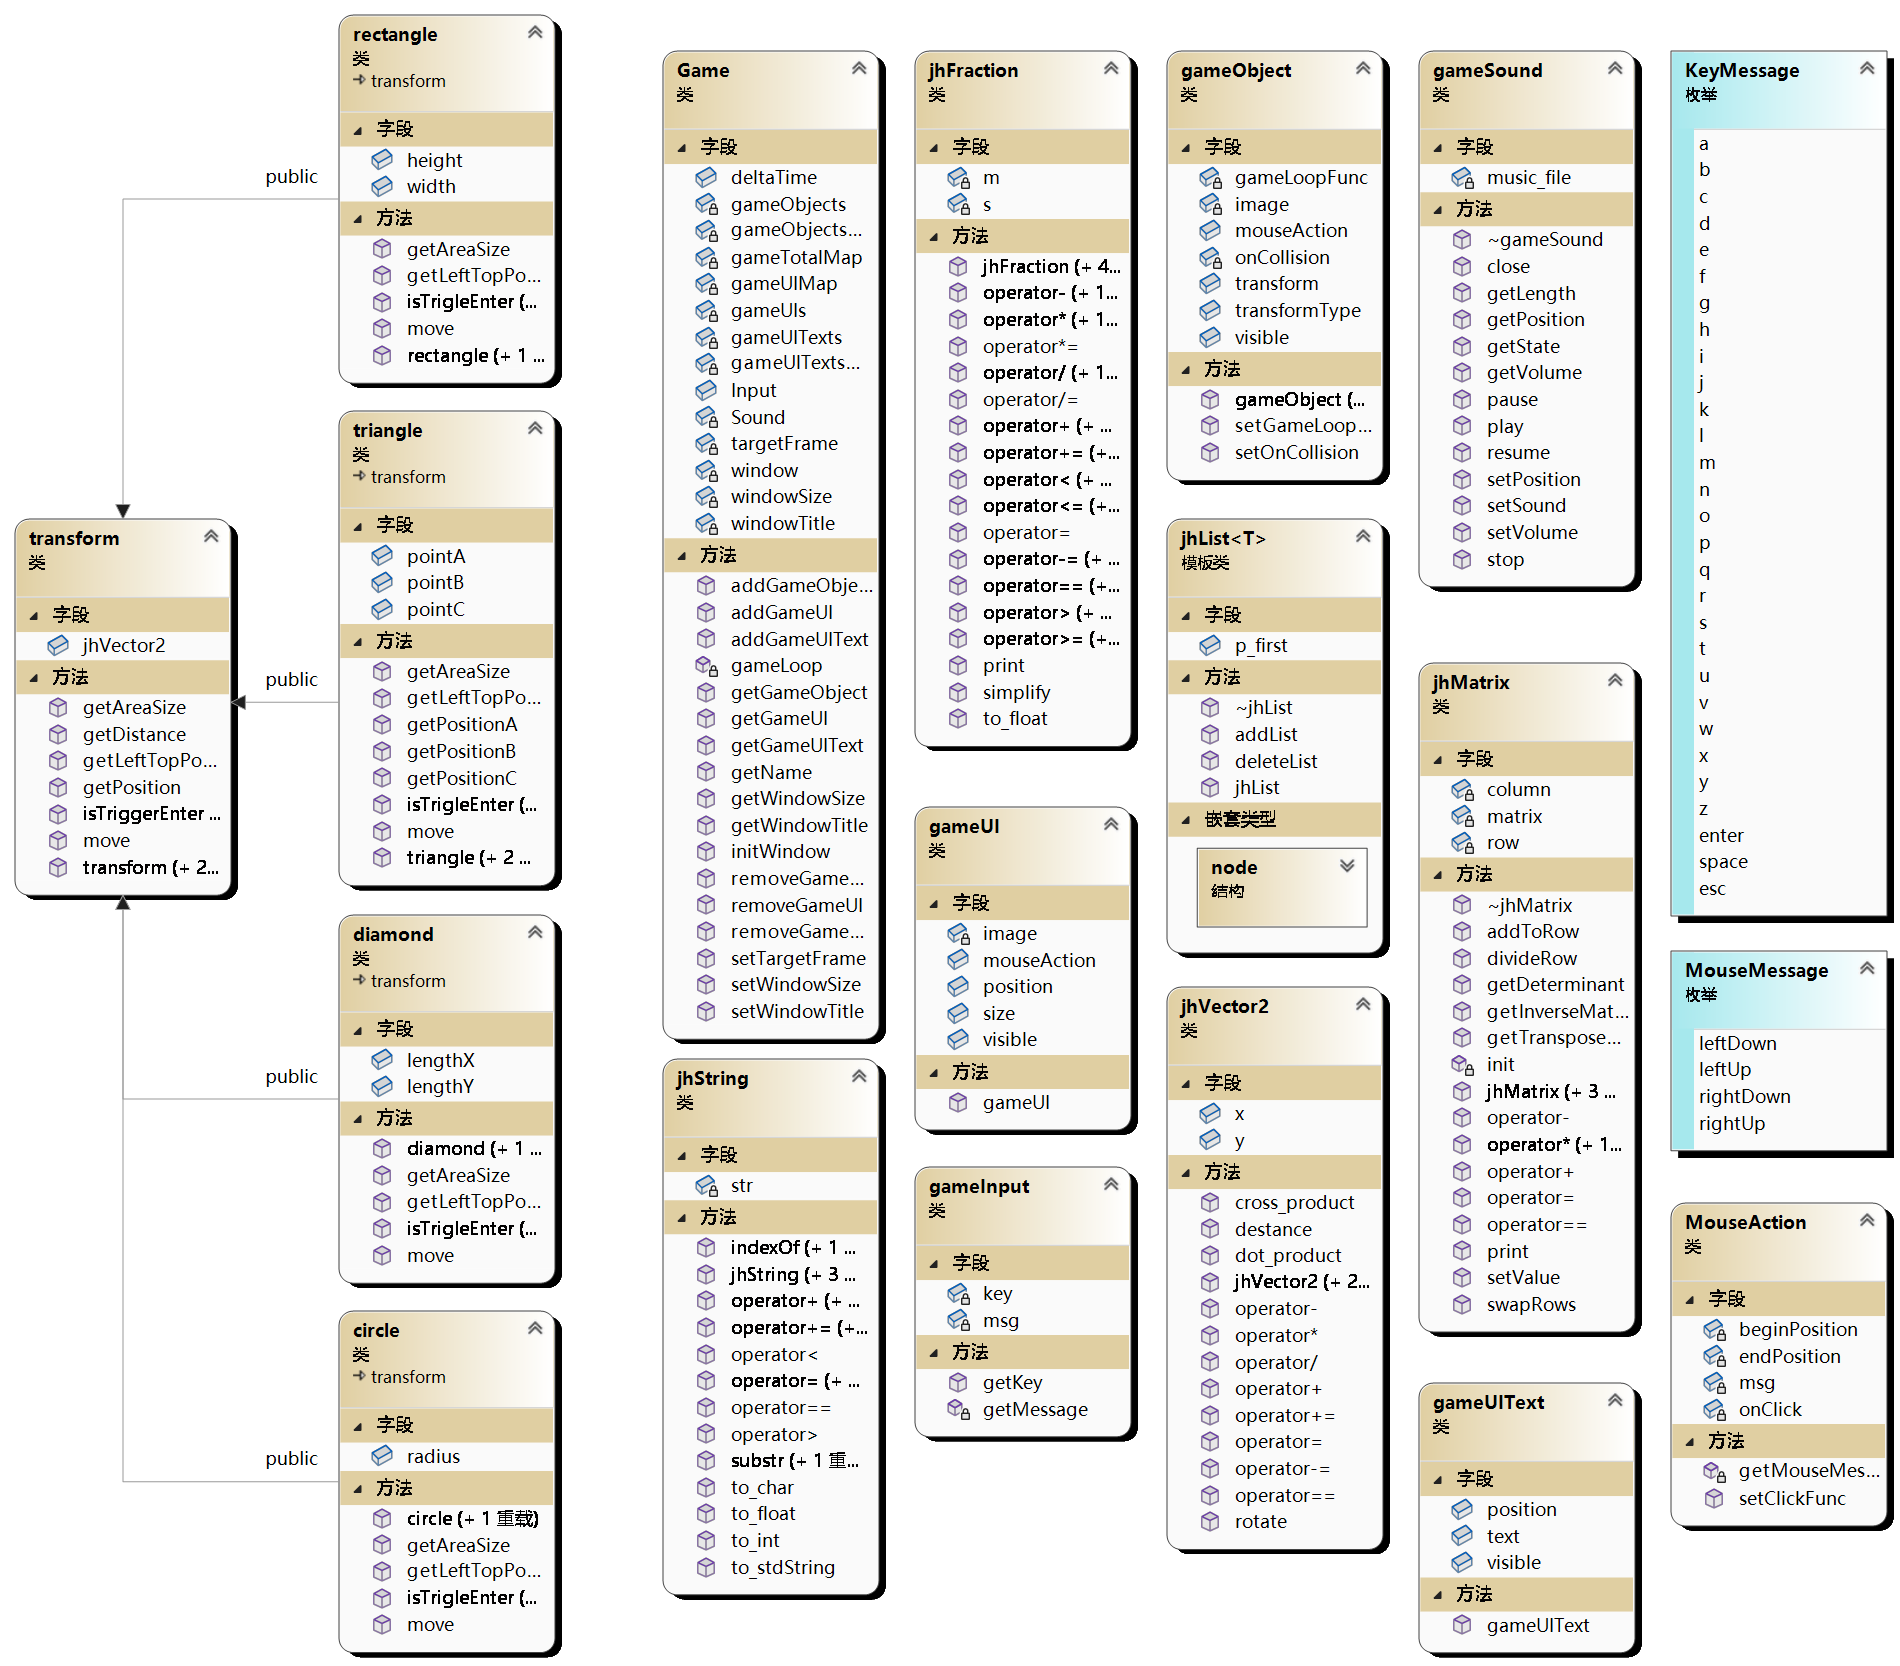 rectangle
类
transform
字段
height
width
方法
getAreaSize
getLeftTopPo...
isTrigleEnter (...
move
rectangle (+ 1 ...
public
triangle
类
transform
字段
pointA
pointB
pointC
方法
getAreaSize
getLeftTopPo...
getPositionA
getPositionB
getPositionC
isTrigleEnter (...
move
triangle (+ 2 ...
public
transform
类
字段
jhVector2
方法
getAreaSize
getDistance
getLeftTopPo...
getPosition
isTriggerEnter ...
move
transform (+ 2...
diamond
类
transform
字段
lengthX
lengthY
方法
diamond (+ 1 ...
getAreaSize
getLeftTopPo...
isTrigleEnter (...
move
public
circle
类
transform
字段
radius
方法
circle (+ 1 重载)
getAreaSize
getLeftTopPo...
isTrigleEnter (...
move
public
Game
类
字段
deltaTime
gameObjects
gameObjects...
gameTotalMap
gameUIMap
gameUIs
gameUITexts
gameUITexts...
Input
Sound
targetFrame
window
windowSize
windowTitle
方法
addGameObje...
addGameUI
addGameUIText
gameLoop
getGameObject
getGameUI
getGameUIText
getName
getWindowSize
getWindowTitle
initWindow
removeGame...
removeGameUI
removeGame...
setTargetFrame
setWindowSize
setWindowTitle
jhString
类
字段
str
方法
indexOf (+ 1 ...
jhString (+ 3 ...
operator+ (+ ...
operator+= (+...
operator<
operator= (+ ...
operator==
operator>
substr (+ 1 重...
to_char
to_float
to_int
to_stdString
jhFraction
类
字段
m
s
方法
jhFraction (+ 4...
operator- (+ 1...
operator* (+ 1...
operator*=
operator/ (+ 1...
operator/=
operator+ (+ ...
operator+= (+...
operator< (+ ...
operator<= (+...
operator=
operator-= (+ ...
operator== (+...
operator> (+ ...
operator>= (+...
print
simplify
to_float
gameUI
类
字段
image
mouseAction
position
size
visible
方法
gameUI
gameInput
类
字段
key
msg
方法
getKey
getMessage
gameObject
类
字段
gameLoopFunc
image
mouseAction
onCollision
transform
transformType
visible
方法
gameObject (...
setGameLoop...
setOnCollision
jhList<T>
模板类
字段
p_first
方法
~jhList
addList
deleteList
jhList
嵌套类型
node
结构
jhVector2
类
字段
x
y
方法
cross_product
destance
dot_product
jhVector2 (+ 2...
operator-
operator*
operator/
operator+
operator+=
operator=
operator-=
operator==
rotate
gameSound
类
字段
music_file
方法
~gameSound
close
getLength
getPosition
getState
getVolume
pause
play
resume
setPosition
setSound
setVolume
stop
jhMatrix
类
字段
column
matrix
row
方法
~jhMatrix
addToRow
divideRow
getDeterminant
getInverseMat...
getTranspose...
init
jhMatrix (+ 3 ...
operator-
operator* (+ 1...
operator+
operator=
operator==
print
setValue
swapRows
gameUIText
类
字段
position
text
visible
方法
gameUIText
KeyMessage
枚举
a
b
c
d
e
f
g
h
i
j
k
l
m
n
o
p
q
r
s
t
u
v
w
x
y
z
enter
space
esc
MouseMessage
枚举
leftDown
leftUp
rightDown
rightUp
MouseAction
类
字段
beginPosition
endPosition
msg
onClick
方法
getMouseMes...
setClickFunc